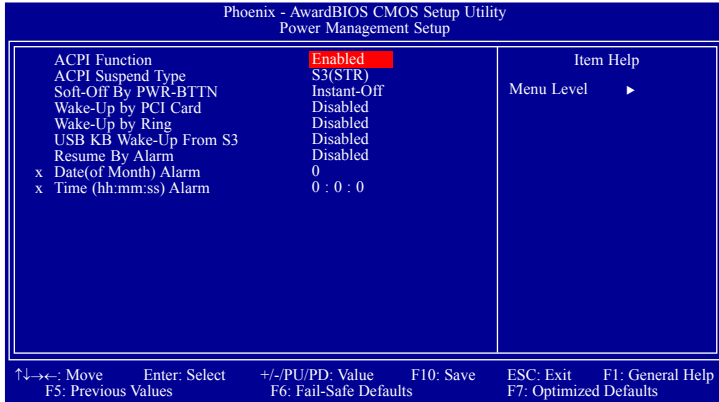 Phoenix - AwardBIOS CMOS Setup Utility
Power Management Setup
ACPI Function Enabled
ACPI Suspend Type S3(STR)
Soft-Off By PWR-BTTN Instant-Off
Wake-Up by PCI Card Disabled
Wake-Up by Ring Disabled
USB KB Wake-Up From S3 Disabled
Resume By Alarm Disabled
x Date(of Month) Alarm 0
x Time (hh:mm:ss) Alarm 0 : 0 : 0
Item Help
Menu Level ►
↑↓→←: Move Enter: Select +/-/PU/PD: Value F10: Save ESC: Exit F1: General Help
F5: Previous Values F6: Fail-Safe Defaults F7: Optimized Defaults